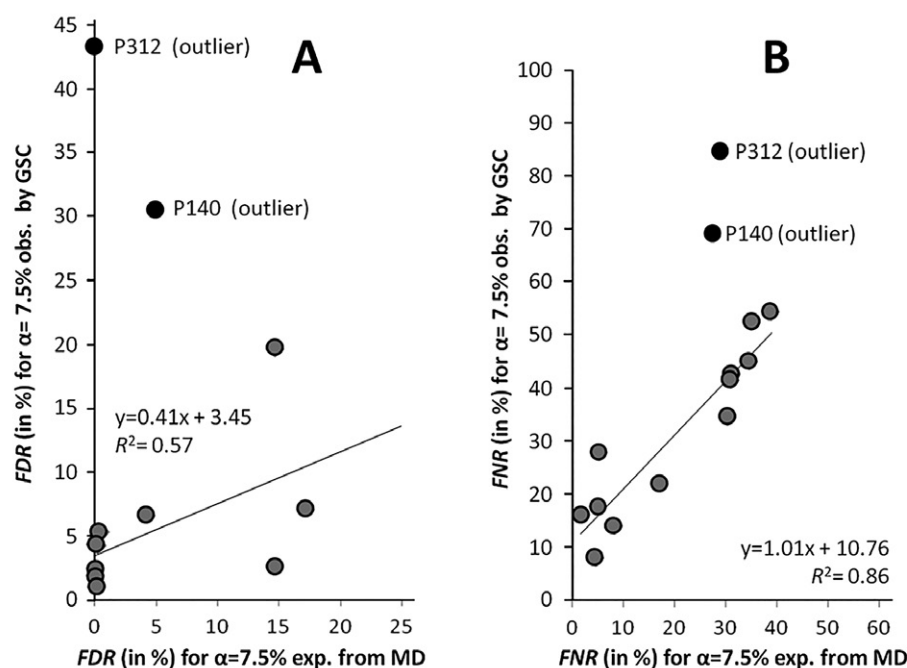 A
FDR (in %) for α= 7.5% obs. by GSC
45
40
35
30
25
20
15
10
5
0
P312 (outlier)
P140 (outlier)
y=0.41x + 3.45
R²= 0.57
0 5 10 15 20 25
FDR (in %) for α=7.5% exp. from MD
B
FNR (in %) for α= 7.5% obs. by GSC
100
90
80
70
60
50
40
30
20
10
0
P312 (outlier)
P140 (outlier)
y=1.01x + 10.76
R²= 0.86
0 10 20 30 40 50 60
FNR (in %) for α=7.5% exp. from MD